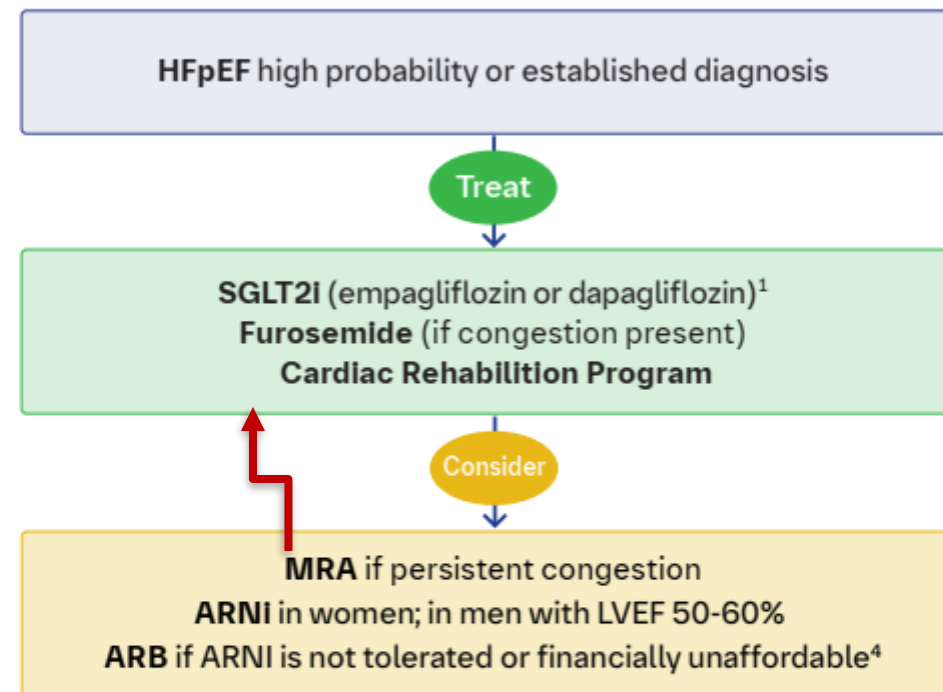 HFpEF high probability or established diagnosis
Treat
SGLT2i (empagliflozin or dapagliflozin)¹
Furosemide (if congestion present)
Cardiac Rehabilition Program
Consider
MRA if persistent congestion
ARNi in women; in men with LVEF 50-60%
ARB if ARNI is not tolerated or financially unaffordable⁴